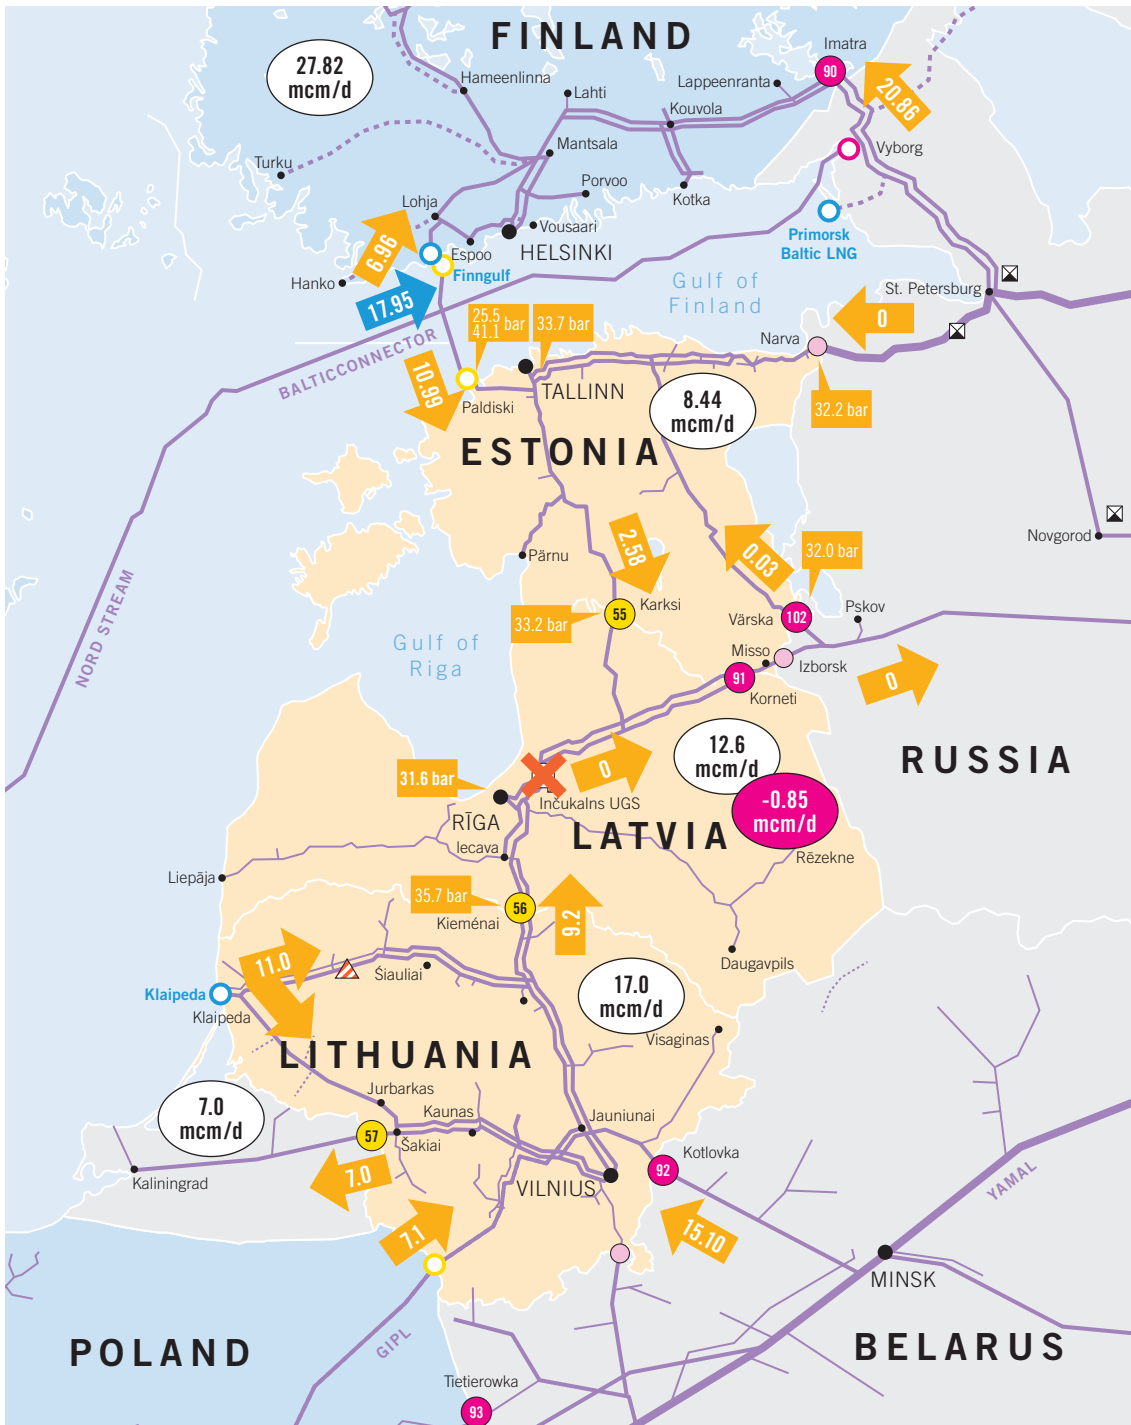 FINLAND
Imatra
90
27.82
mcm/d
Hameenlinna
Lappeenranta
20.86
Lahti
Kouvola
Mantsala
Vyborg
Turku
Porvoo
Kotka
Lohja
Vousaari
Primorsk
Baltic LNG
6.96
Espoo
HELSINKI
Hanko
Finngulf
Gulf of
Finland
St. Petersburg
17.95
25.5
41.1
bar
33.7 bar
0
Narva
BALTICCONNECTOR
10.99
TALLINN
Paldiski
8.44
mcm/d
32.2 bar
ESTONIA
Novgorod
2.58
0.03
32.0 bar
Pärnu
NORD STREAM
33.2 bar
55
Karksi
Värska
102
Pskov
Gulf of
Riga
Misso
Izborsk
91
Korneti
0
12.6
mcm/d
RUSSIA
31.6 bar
0
Inčukalns UGS
-0.85
mcm/d
RĪGA
LATVIA
Iecava
Rēzekne
Liepāja
35.7 bar
56
Kieménai
9.2
Daugavpils
11.0
Śiauliai
17.0
mcm/d
Klaipeda
Klaipeda
Visaginas
LITHUANIA
7.0
mcm/d
Jurbarkas
Kaunas
Jauniunai
57
Šakiai
Kotlovka
92
Kaliningrad
7.0
VILNIUS
YAMAL
7.1
15.10
MINSK
POLAND
GIPL
BELARUS
Tietierowka
93